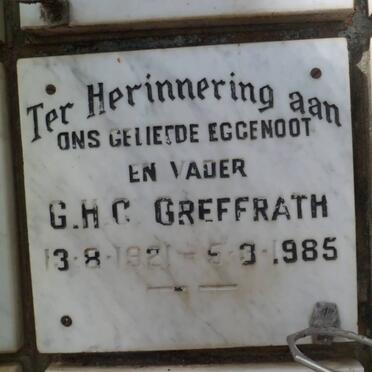 Ter Herinnering aan
ONS GELIEFDE EGGENOOT
EN VADER
G.H.C. GREFFRATH
13·8·1921 - 5·3·1985